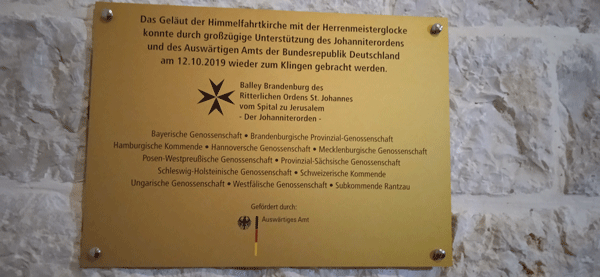 Das Geläut der Himmelfahrtkirche mit der Herrenmeisterglocke
konnte durch großzügige Unterstützung des Johanniterordens
und des Auswärtigen Amts der Bundesrepublik Deutschland
am 12.10.2019 wieder zum Klingen gebracht werden.
Balley Brandenburg des
Ritterlichen Ordens St. Johannes
vom Spital zu Jerusalem
- Der Johanniterorden -
Bayerische Genossenschaft • Brandenburgische Provinzial-Genossenschaft
Hamburgische Kommende • Hannoversche Genossenschaft • Mecklenburgische Genossenschaft
Posen-Westpreußische Genossenschaft • Provinzial-Sächsische Genossenschaft
Schleswig-Holsteinische Genossenschaft • Schweizerische Kommende
Ungarische Genossenschaft • Westfälische Genossenschaft • Subkommende Rantzau
Gefördert durch:
Auswärtiges Amt